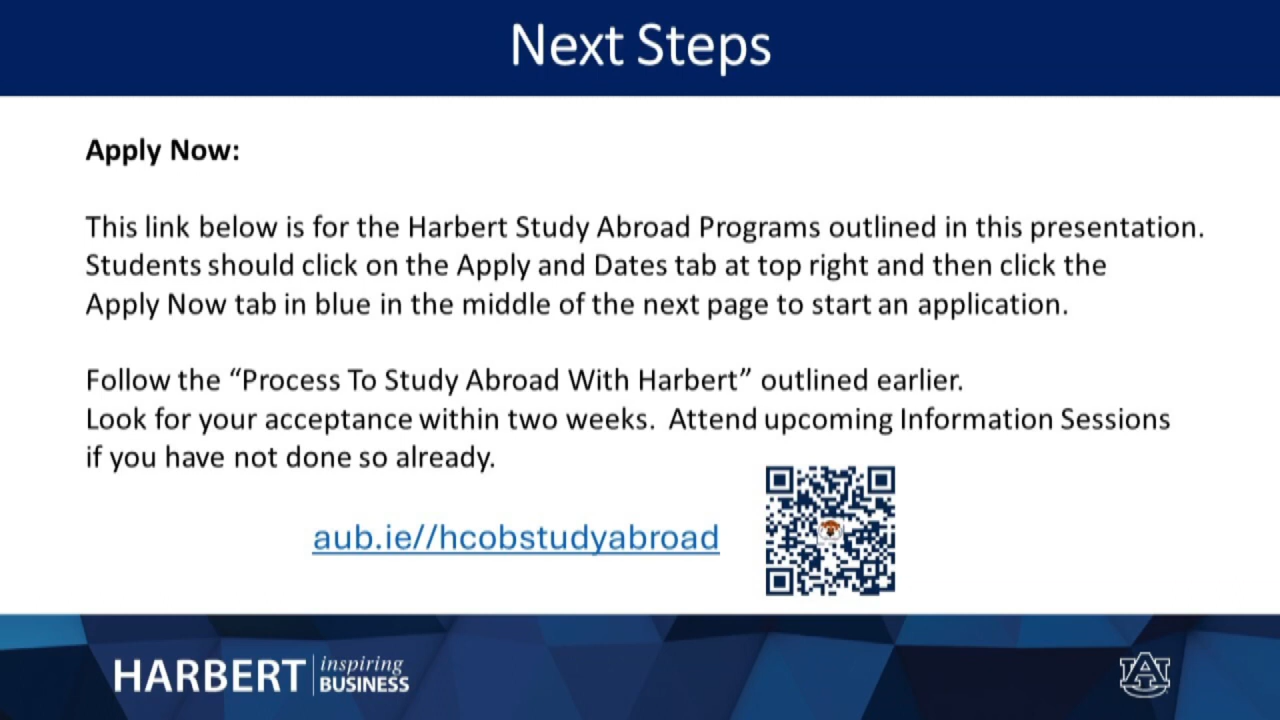 Next Steps
Apply Now:
This link below is for the Harbert Study Abroad Programs outlined in this presentation.
Students should click on the Apply and Dates tab at top right and then click the
Apply Now tab in blue in the middle of the next page to start an application.
Follow the “Process To Study Abroad With Harbert” outlined earlier.
Look for your acceptance within two weeks.  Attend upcoming Information Sessions
if you have not done so already.
aub.ie//hcobstudyabroad
HARBERT inspiring
BUSINESS
AU